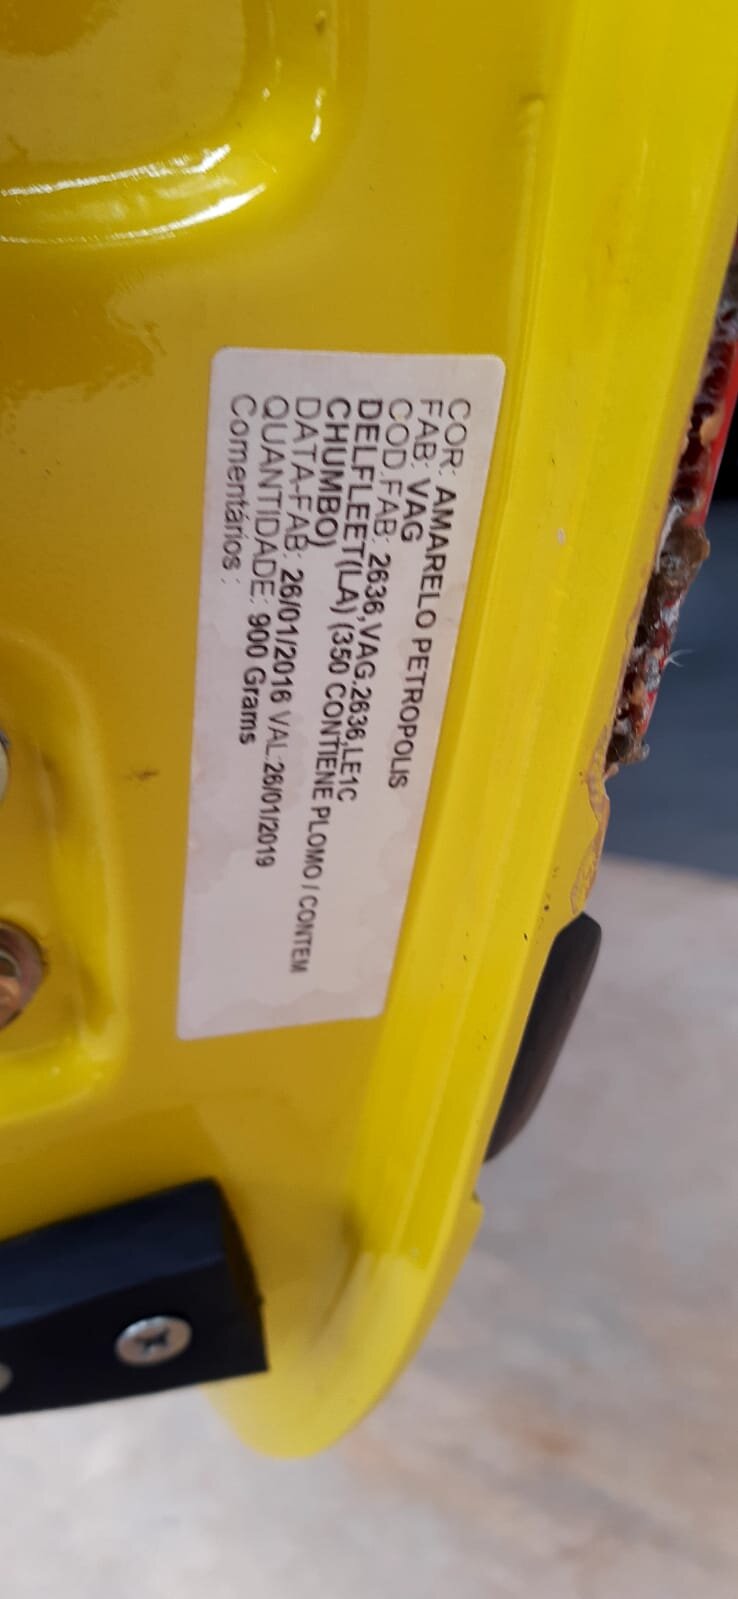 COR: AMARELO PETROPOLIS
FAB: VAG
COD.FAB: 2636,VAG.2636,LE1C
DELFLEET(LA) (350 CONTIENE PLOMO / CONTEM
CHUMBO)
DATA-FAB: 26/01/2016 VAL:26/01/2019
QUANTIDADE: 900 Grams
Comentários :